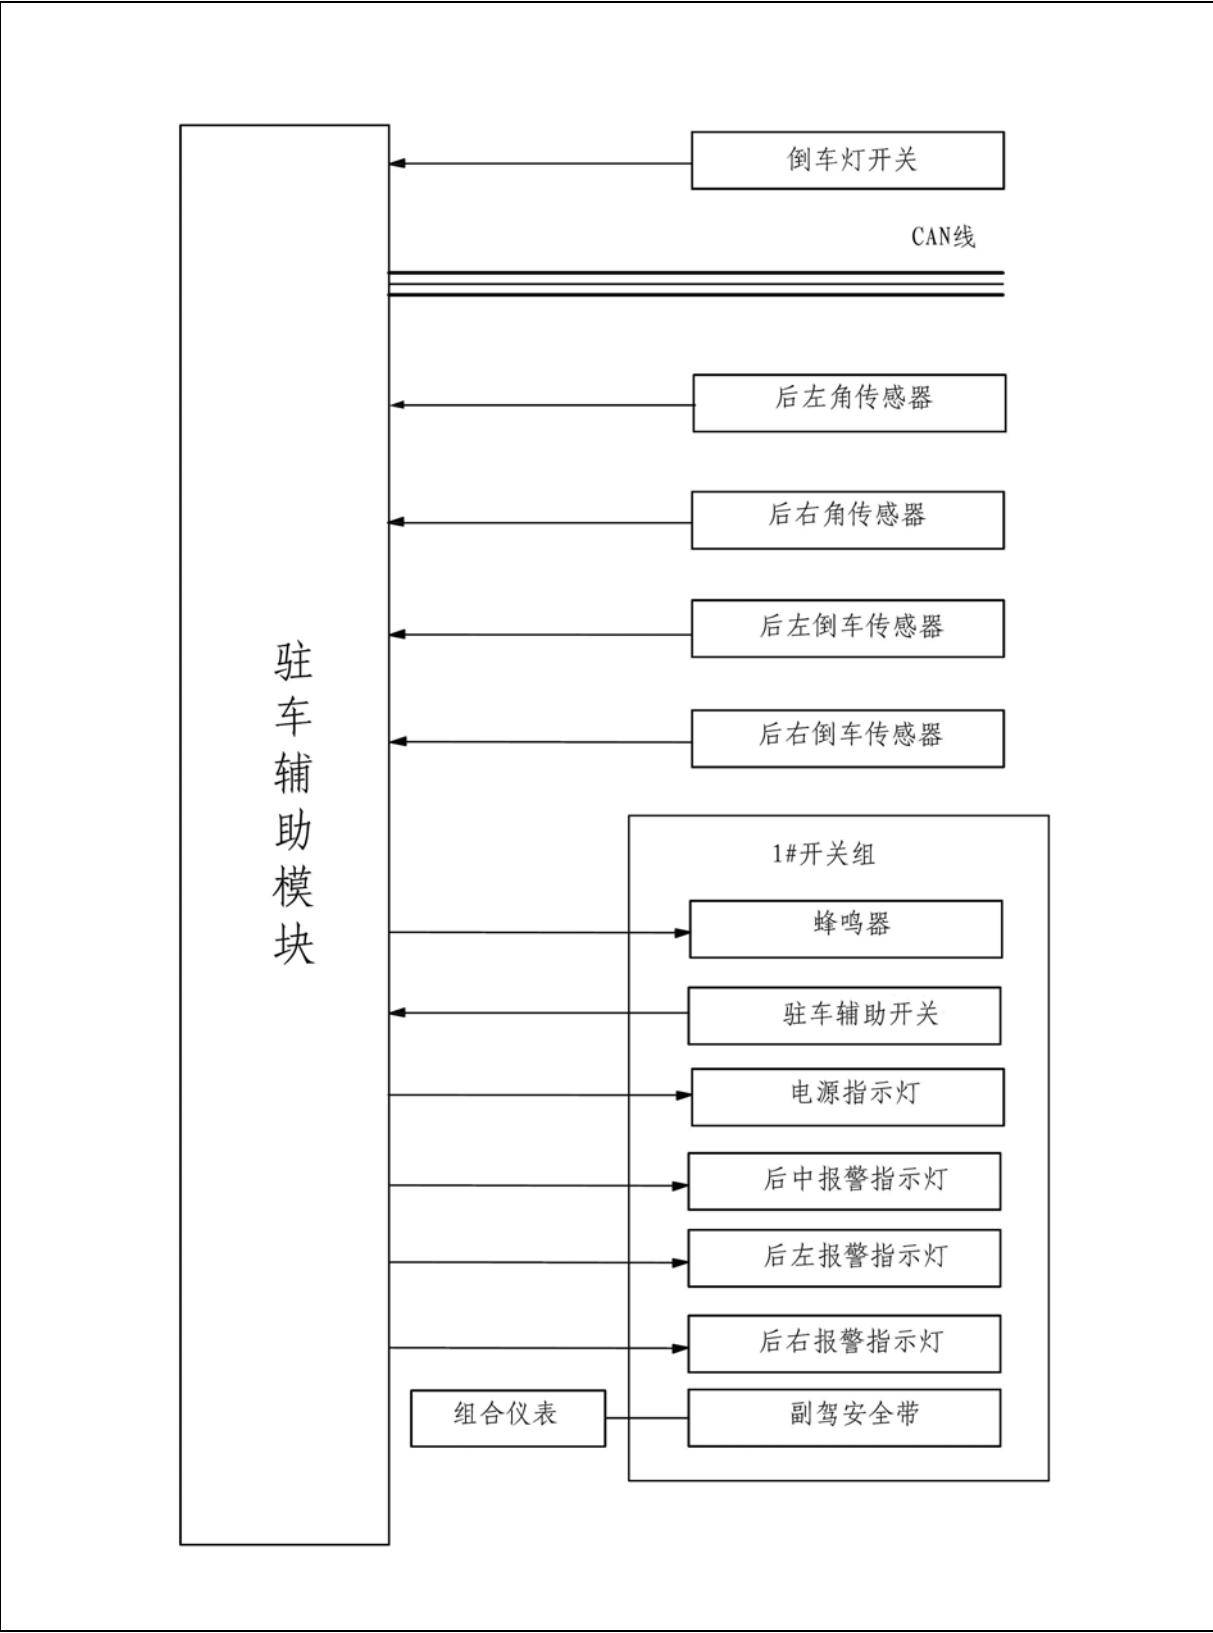 倒车灯开关
CAN线
后左角传感器
后右角传感器
后左倒车传感器
后右倒车传感器
驻车辅助模块
1#开关组
蜂鸣器
驻车辅助开关
电源指示灯
后中报警指示灯
后左报警指示灯
后右报警指示灯
组合仪表
副驾安全带